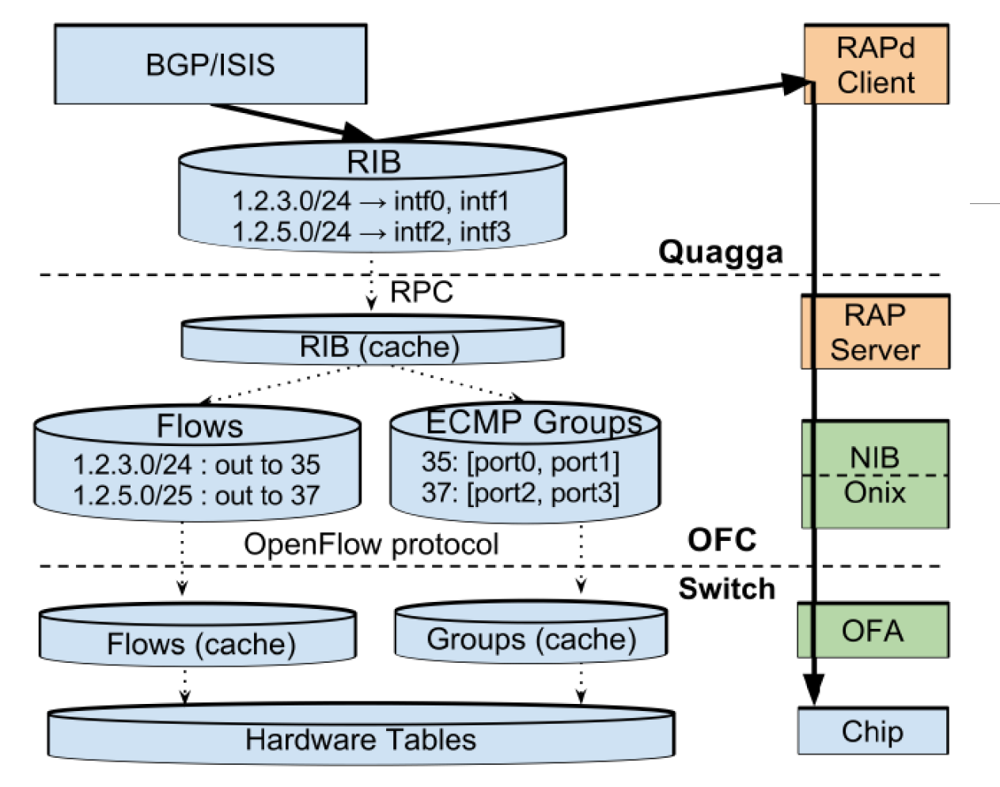 BGP/ISIS
RAPd
Client
RIB
1.2.3.0/24 → intf0, intf1
1.2.5.0/24 → intf2, intf3
Quagga
RPC
RAP
Server
RIB (cache)
Flows
1.2.3.0/24 : out to 35
1.2.5.0/25 : out to 37
ECMP Groups
35: [port0, port1]
37: [port2, port3]
NIB
Onix
OpenFlow protocol
OFC
Switch
Flows (cache)
Groups (cache)
OFA
Hardware Tables
Chip